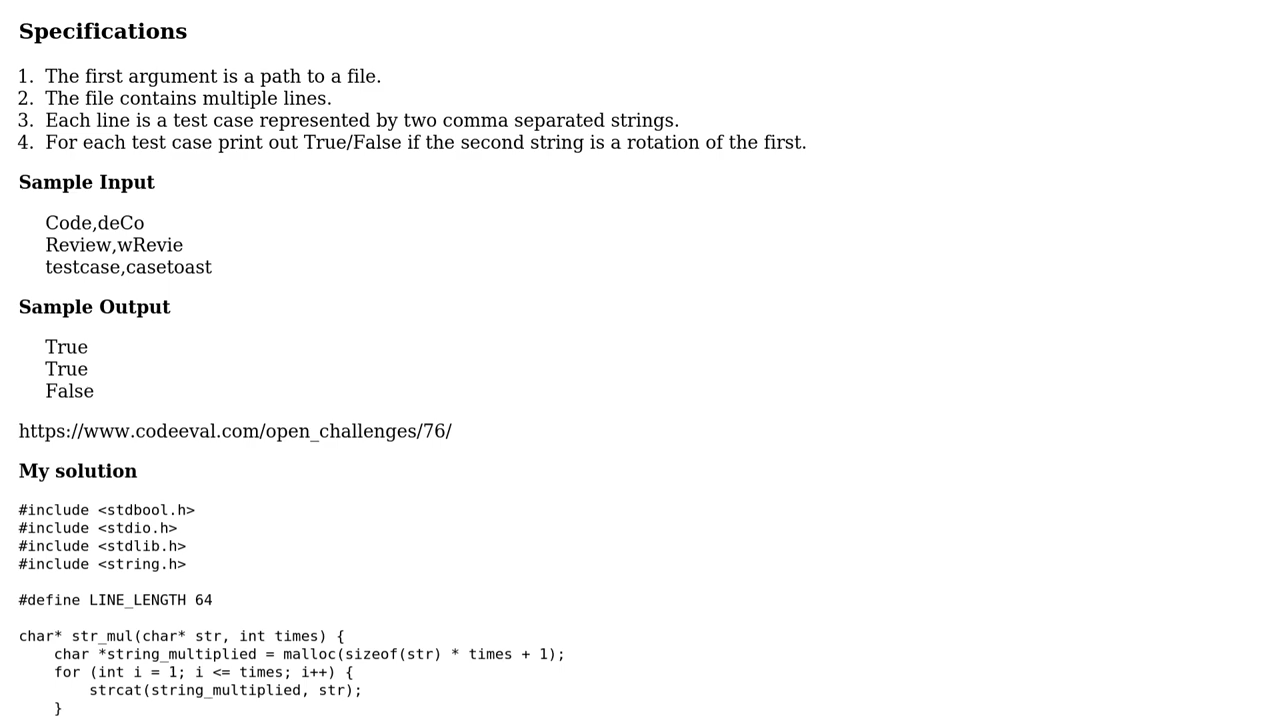 Specifications
1. The first argument is a path to a file.
2. The file contains multiple lines.
3. Each line is a test case represented by two comma separated strings.
4. For each test case print out True/False if the second string is a rotation of the first.
Sample Input
Code,deCo
Review,wRevie
testcase,casetoast
Sample Output
True
True
False
https://www.codeeval.com/open_challenges/76/
My solution
#include <stdbool.h>
#include <stdio.h>
#include <stdlib.h>
#include <string.h>
#define LINE_LENGTH 64
char* str_mul(char* str, int times) {
    char *string_multiplied = malloc(sizeof(str) * times + 1);
    for (int i = 1; i <= times; i++) {
        strcat(string_multiplied, str);
    }